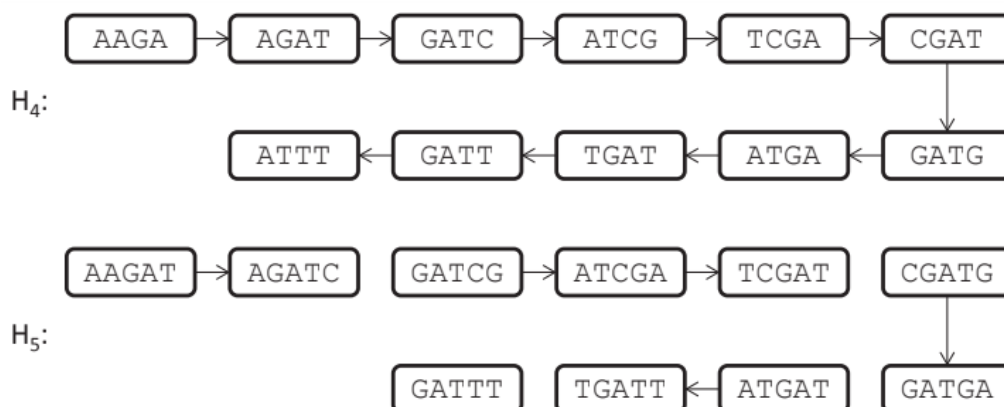 AAGA AGAT GATC ATCG TCGA CGAT
H4:
ATTT GATT TGAT ATGA GATG
AAGAT AGATC GATCG ATCGA TCGAT CGATG
H5:
GATTT TGATT ATGAT GATGA